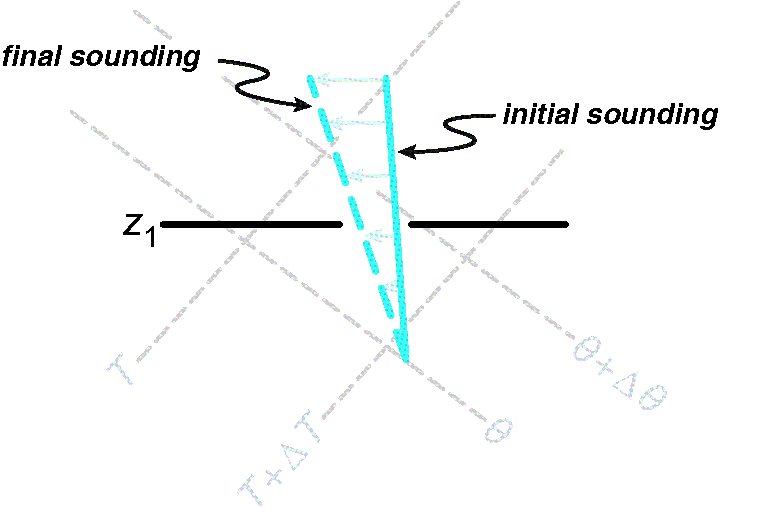 final sounding
initial sounding
z₁
T
T+ΔT
θ
θ+Δθ